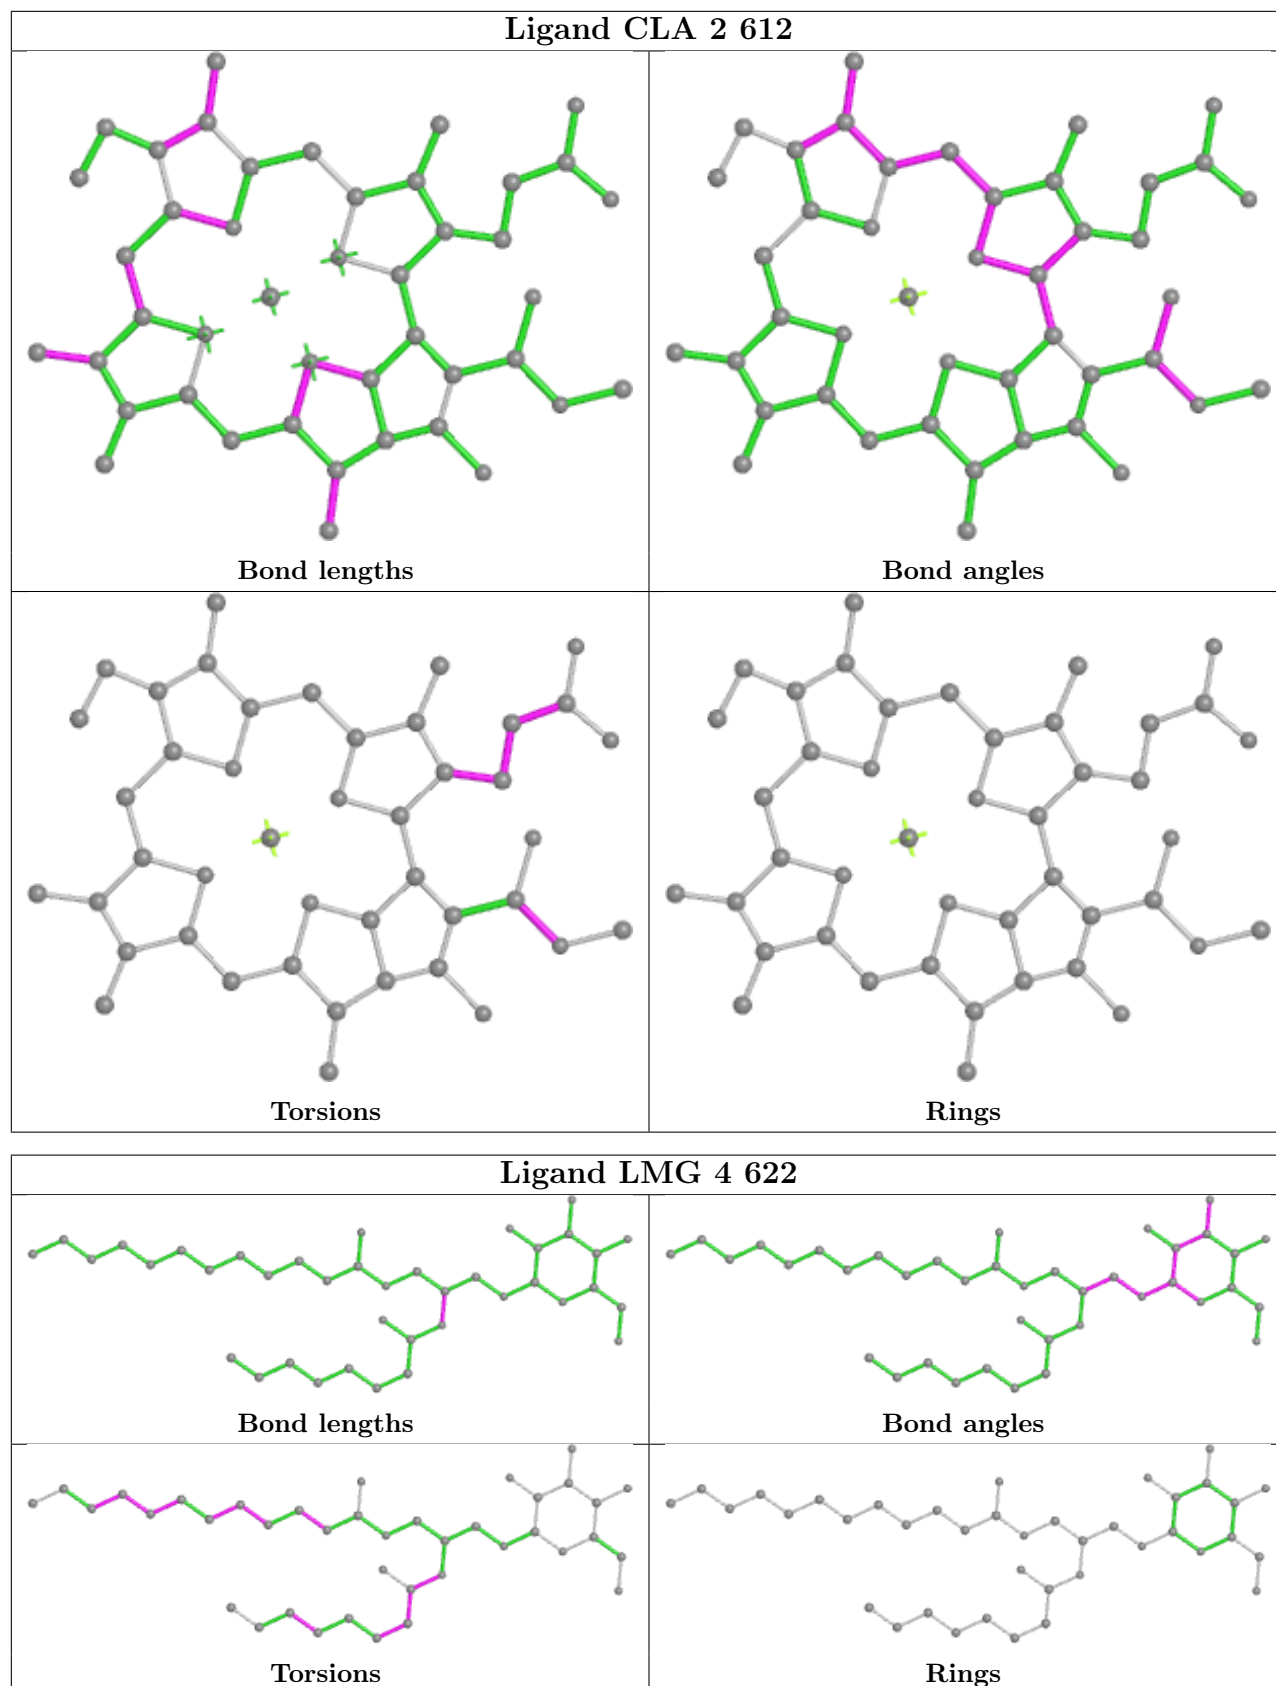 Ligand CLA 2 612
Bond lengths
Bond angles
Torsions
Rings
Ligand LMG 4 622
Bond lengths
Bond angles
Torsions
Rings